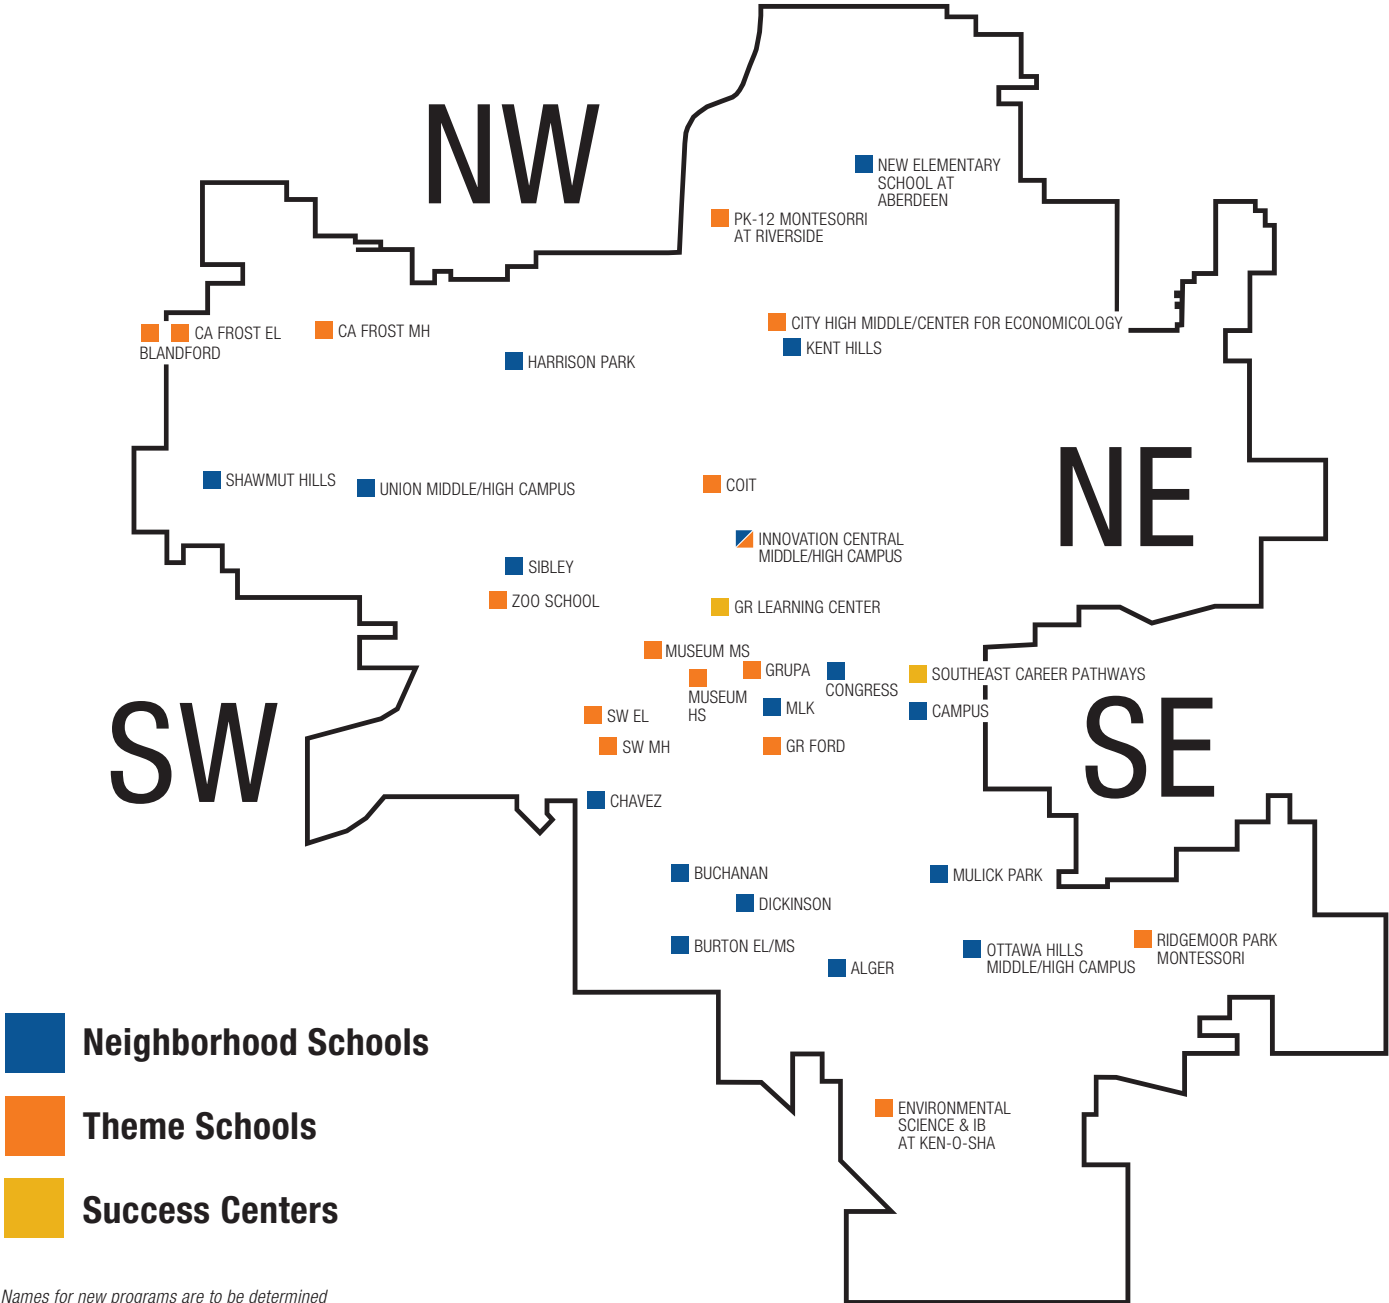 NW
NEW ELEMENTARY
SCHOOL AT
ABERDEEN
PK-12 MONTESORRI
AT RIVERSIDE
CA FROST EL
BLANDFORD
CA FROST MH
CITY HIGH MIDDLE/CENTER FOR ECONOMICOLOGY
KENT HILLS
HARRISON PARK
SHAWMUT HILLS
UNION MIDDLE/HIGH CAMPUS
COIT
NE
INNOVATION CENTRAL
MIDDLE/HIGH CAMPUS
SIBLEY
ZOO SCHOOL
GR LEARNING CENTER
MUSEUM MS
GRUPA
CONGRESS
SOUTHEAST CAREER PATHWAYS
MUSEUM
HS
MLK
CAMPUS
SW
SW EL
SW MH
GR FORD
SE
CHAVEZ
BUCHANAN
MULICK PARK
DICKINSON
BURTON EL/MS
ALGER
OTTAWA HILLS
MIDDLE/HIGH CAMPUS
RIDGEMOOR PARK
MONTESSORI
Neighborhood Schools
Theme Schools
Success Centers
ENVIRONMENTAL
SCIENCE & IB
AT KEN-O-SHA
Names for new programs are to be determined